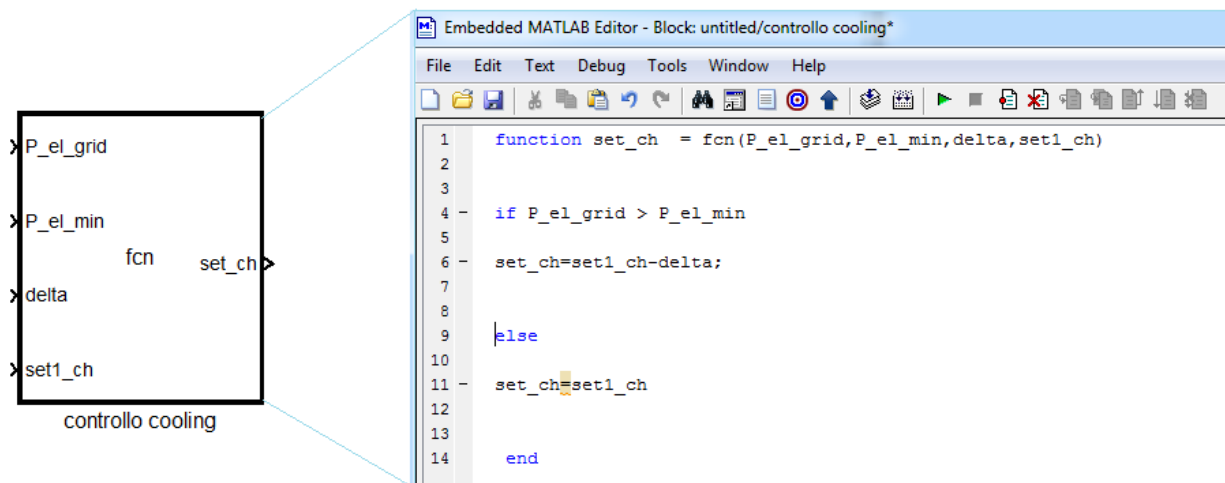 P_el_grid
P_el_min
fcn
set_ch
delta
set1_ch
controllo cooling
Embedded MATLAB Editor - Block: untitled/controllo cooling*
File Edit Text Debug Tools Window Help
1 function set_ch = fcn(P_el_grid,P_el_min,delta,set1_ch)
2
3
4 – if P_el_grid > P_el_min
5
6 – set_ch=set1_ch-delta;
7
8
9 else
10
11 – set_ch=set1_ch
12
13
14 end